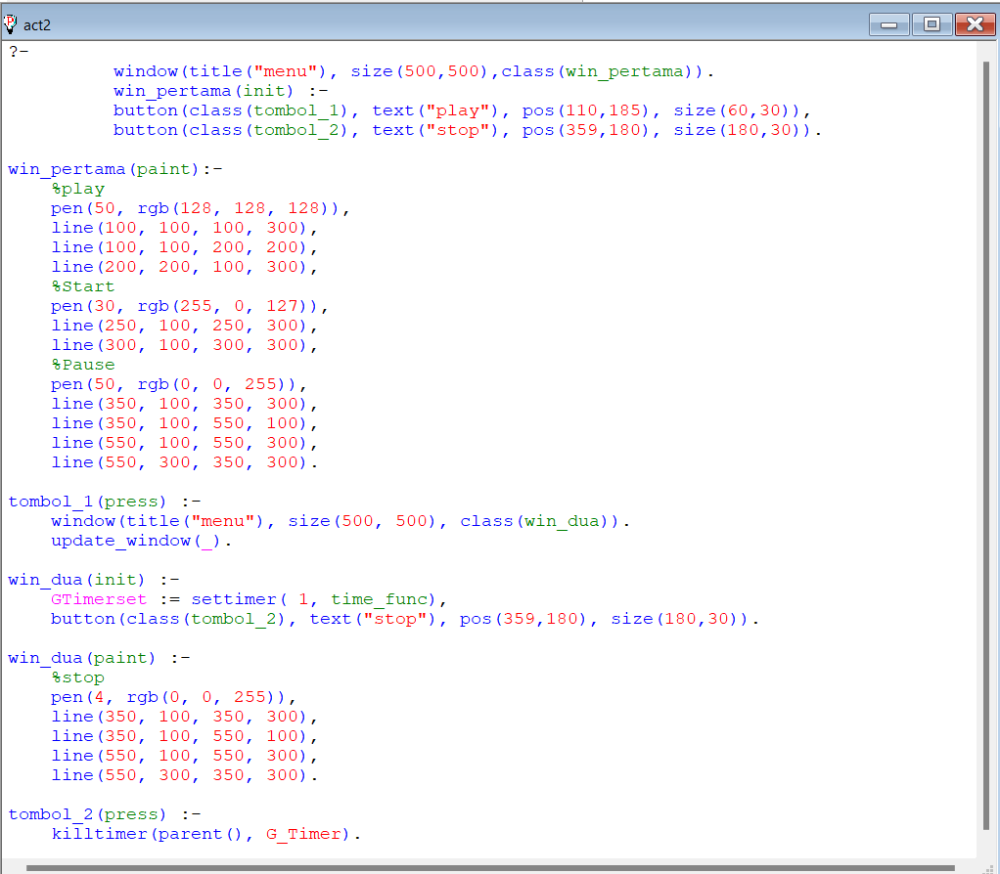 act2
?-
window(title("menu"), size(500,500),class(win_pertama)).
win_pertama(init) :-
button(class(tombol_1), text("play"), pos(110,185), size(60,30)),
button(class(tombol_2), text("stop"), pos(359,180), size(180,30)).
win_pertama(paint):-
%play
pen(50, rgb(128, 128, 128)),
line(100, 100, 100, 300),
line(100, 100, 200, 200),
line(200, 200, 100, 300),
%Start
pen(30, rgb(255, 0, 127)),
line(250, 100, 250, 300),
line(300, 100, 300, 300),
%Pause
pen(50, rgb(0, 0, 255)),
line(350, 100, 350, 300),
line(350, 100, 550, 100),
line(550, 100, 550, 300),
line(550, 300, 350, 300).
tombol_1(press) :-
window(title("menu"), size(500, 500), class(win_dua)).
update_window(_).
win_dua(init) :-
GTimerset := settimer( 1, time_func),
button(class(tombol_2), text("stop"), pos(359,180), size(180,30)).
win_dua(paint) :-
%stop
pen(4, rgb(0, 0, 255)),
line(350, 100, 350, 300),
line(350, 100, 550, 100),
line(550, 100, 550, 300),
line(550, 300, 350, 300).
tombol_2(press) :-
killtimer(parent(), G_Timer).